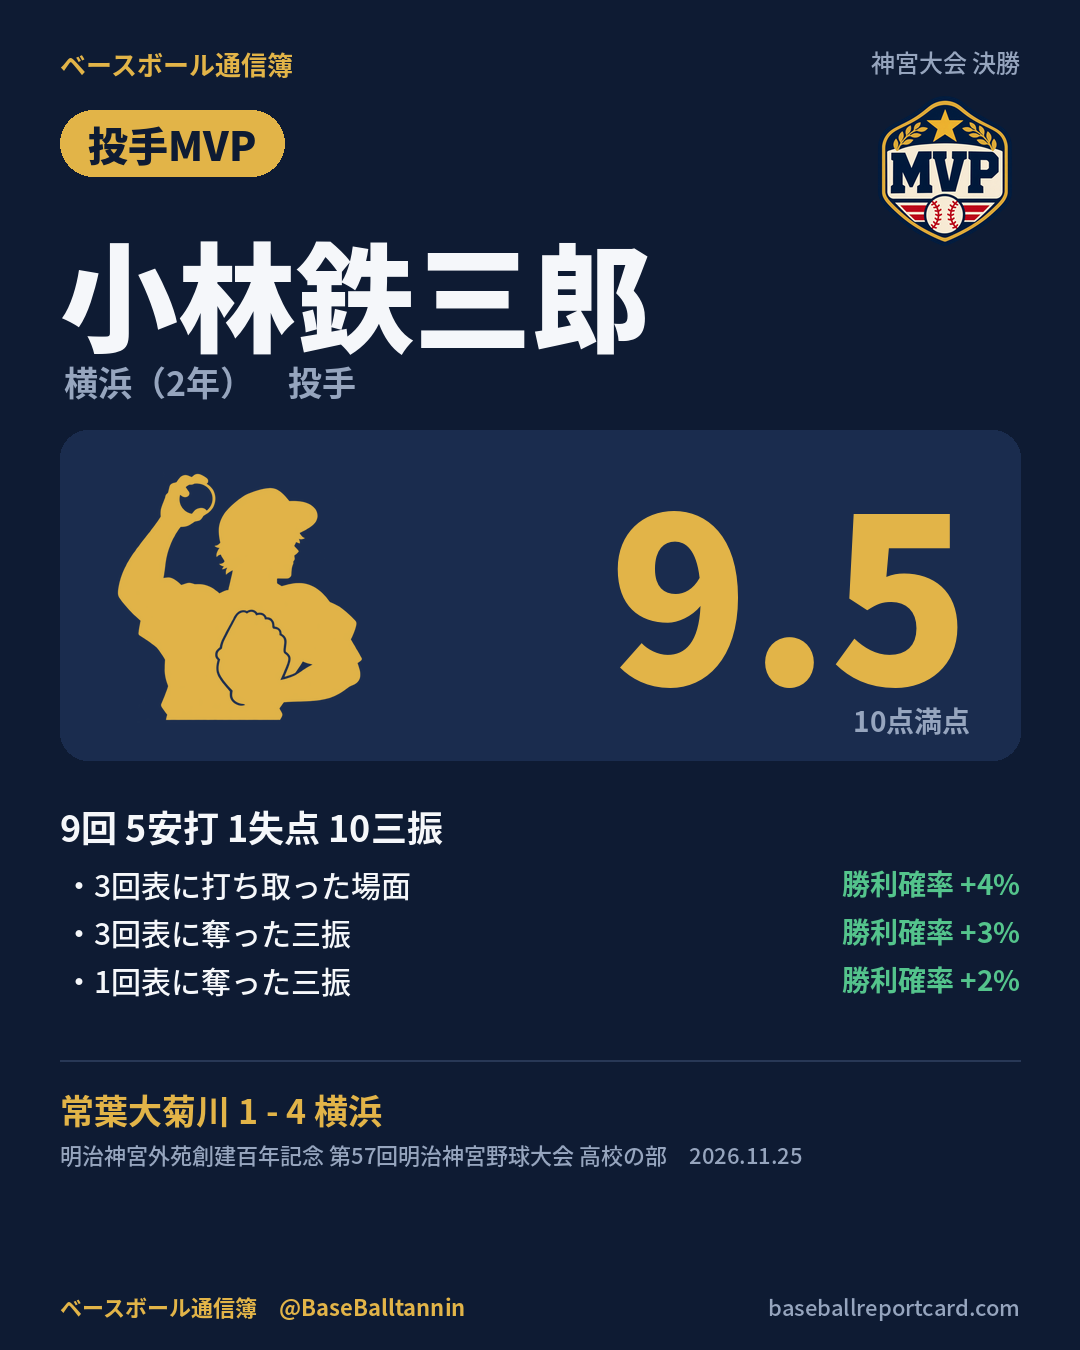 ベースボール通信簿
神宮大会 決勝
投手MVP
MVP
小林鉄三郎
横浜（2年）　投手
9.5
10点満点
9回 5安打 1失点 10三振
・3回表に打ち取った場面 勝利確率 +4%
・3回表に奪った三振 勝利確率 +3%
・1回表に奪った三振 勝利確率 +2%
常葉大菊川 1 - 4 横浜
明治神宮外苑創建百年記念 第57回明治神宮野球大会 高校の部　2026.11.25
ベースボール通信簿　@BaseBalltannin
baseballreportcard.com